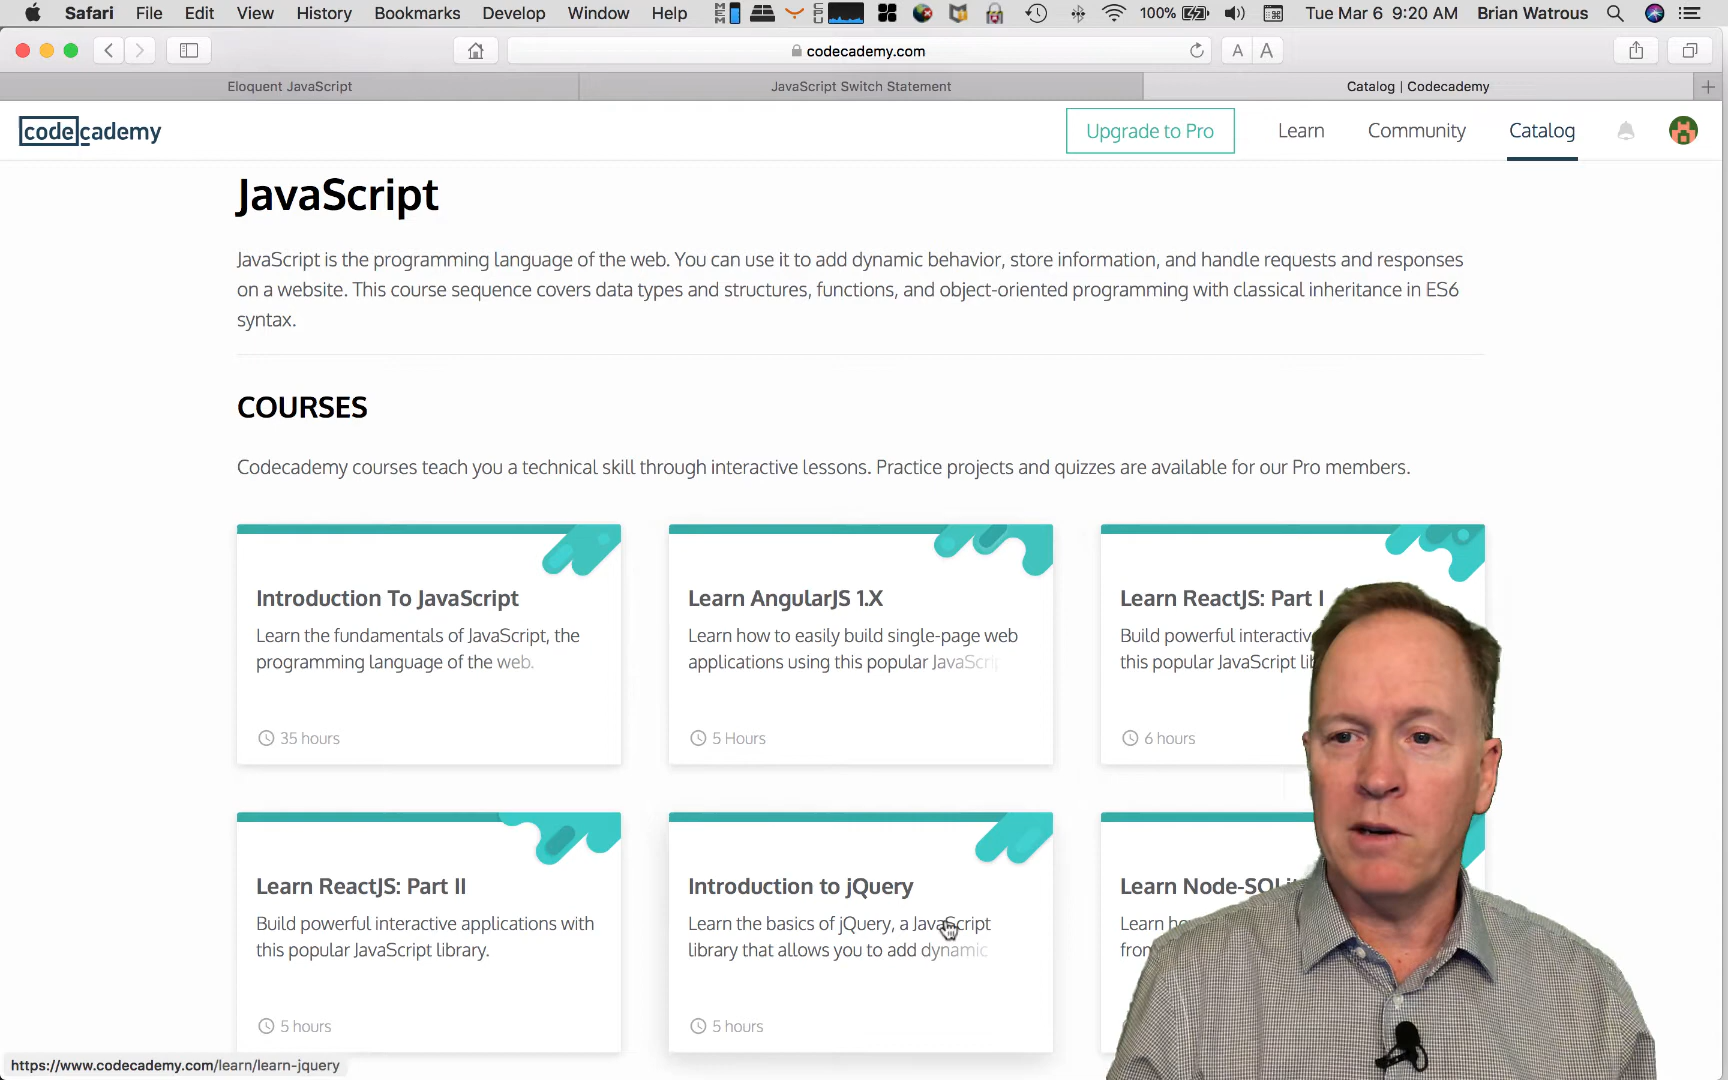 Safari File Edit View History Bookmarks Develop Window Help MEM CPU 100% Tue Mar 6 9:20 AM Brian Watrous
codecademy.com A A
Eloquent JavaScript JavaScript Switch Statement Catalog | Codecademy
codecademy Upgrade to Pro Learn Community Catalog
JavaScript
JavaScript is the programming language of the web. You can use it to add dynamic behavior, store information, and handle requests and responses
on a website. This course sequence covers data types and structures, functions, and object-oriented programming with classical inheritance in ES6
syntax.
COURSES
Codecademy courses teach you a technical skill through interactive lessons. Practice projects and quizzes are available for our Pro members.
Introduction To JavaScript
Learn the fundamentals of JavaScript, the
programming language of the web.
35 hours
Learn AngularJS 1.X
Learn how to easily build single-page web
applications using this popular JavaScrip
5 Hours
Learn ReactJS: Part I
Build powerful interactive
this popular JavaScript
6 hours
Learn ReactJS: Part II
Build powerful interactive applications with
this popular JavaScript library.
5 hours
Introduction to jQuery
Learn the basics of jQuery, a JavaScript
library that allows you to add dynamic
5 hours
Learn
Learn
https://www.codecademy.com/learn/learn-jquery